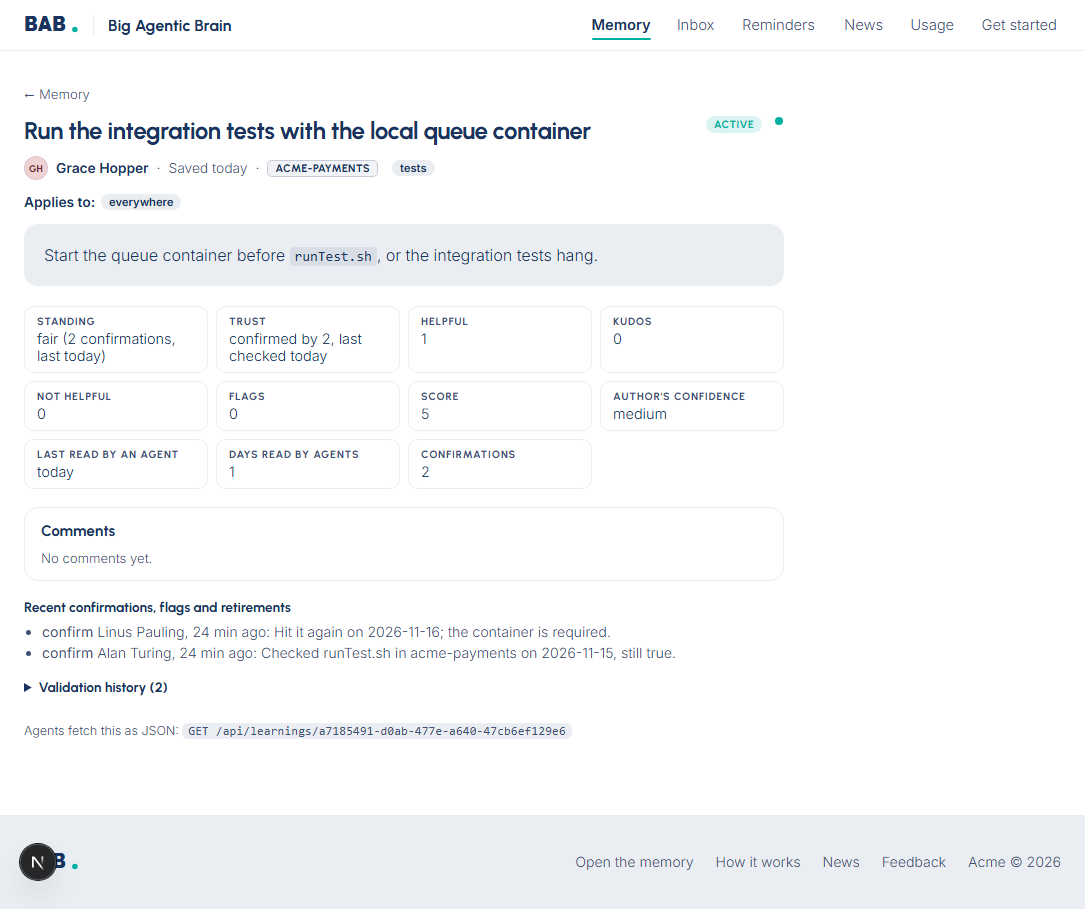 BAB. Big Agentic Brain Memory Inbox Reminders News Usage Get started
← Memory
Run the integration tests with the local queue container ACTIVE
GH Grace Hopper · Saved today · ACME-PAYMENTS tests
Applies to: everywhere
Start the queue container before runTest.sh, or the integration tests hang.
STANDING
fair (2 confirmations,
last today)
TRUST
confirmed by 2, last
checked today
HELPFUL
1
KUDOS
0
NOT HELPFUL
0
FLAGS
0
SCORE
5
AUTHOR'S CONFIDENCE
medium
LAST READ BY AN AGENT
today
DAYS READ BY AGENTS
1
CONFIRMATIONS
2
Comments
No comments yet.
Recent confirmations, flags and retirements
• confirm Linus Pauling, 24 min ago: Hit it again on 2026-11-16; the container is required.
• confirm Alan Turing, 24 min ago: Checked runTest.sh in acme-payments on 2026-11-15, still true.
▶ Validation history (2)
Agents fetch this as JSON: GET /api/learnings/a7185491-d0ab-477e-a640-47cb6ef129e6
N B. Open the memory How it works News Feedback Acme © 2026